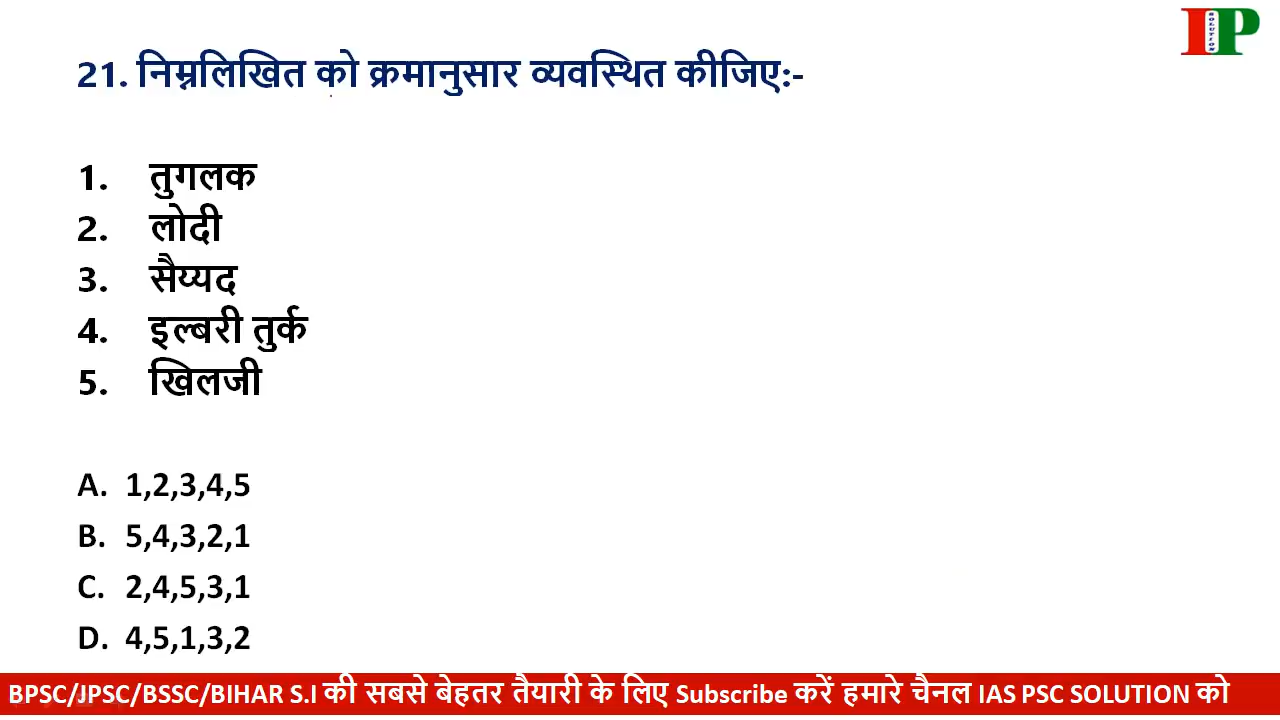 IP
SOLUTION
21. निम्नलिखित को क्रमानुसार व्यवस्थित कीजिए:-
1. तुगलक
2. लोदी
3. सैय्यद
4. इल्बरी तुर्क
5. खिलजी
A. 1,2,3,4,5
B. 5,4,3,2,1
C. 2,4,5,3,1
D. 4,5,1,3,2
BPSC/JPSC/BSSC/BIHAR S.I की सबसे बेहतर तैयारी के लिए Subscribe करें हमारे चैनल IAS PSC SOLUTION को